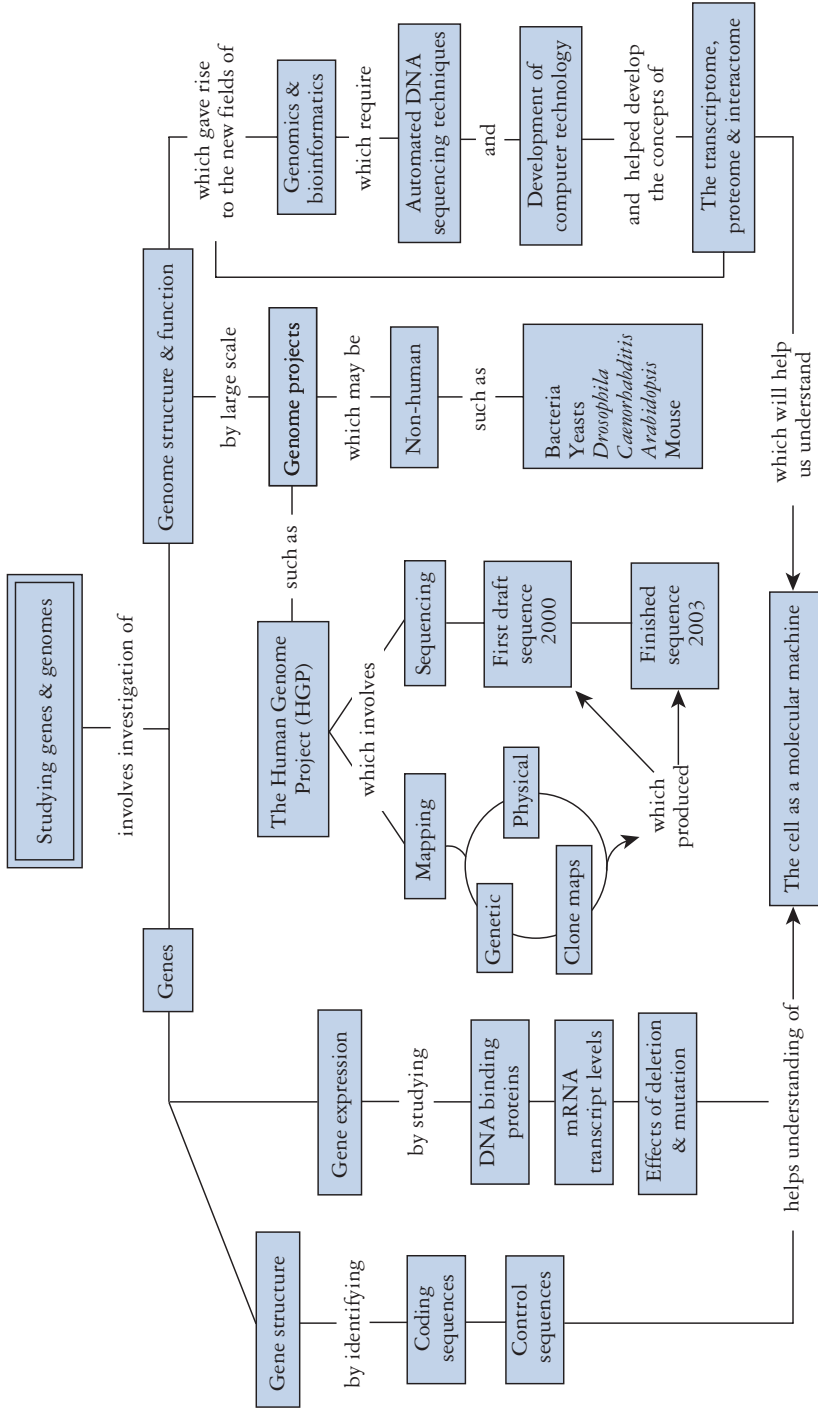 Studying genes & genomes
involves investigation of
Genes
Genome structure & function
Gene structure
by identifying
Coding
sequences
Control
sequences
Gene expression
by studying
DNA binding
proteins
mRNA
transcript levels
Effects of deletion
& mutation
helps understanding of
by large scale
Genome projects
such as
The Human Genome
Project (HGP)
which involves
Mapping
Genetic
Physical
Clone maps
which
produced
Sequencing
First draft
sequence
2000
Finished
sequence
2003
which may be
Non-human
such as
Bacteria
Yeasts
Drosophila
Caenorhabditis
Arabidopsis
Mouse
which gave rise
to the new fields of
Genomics &
bioinformatics
which require
Automated DNA
sequencing techniques
and
Development of
computer technology
and helped develop
the concepts of
The transcriptome,
proteome & interactome
which will help
us understand
The cell as a molecular machine